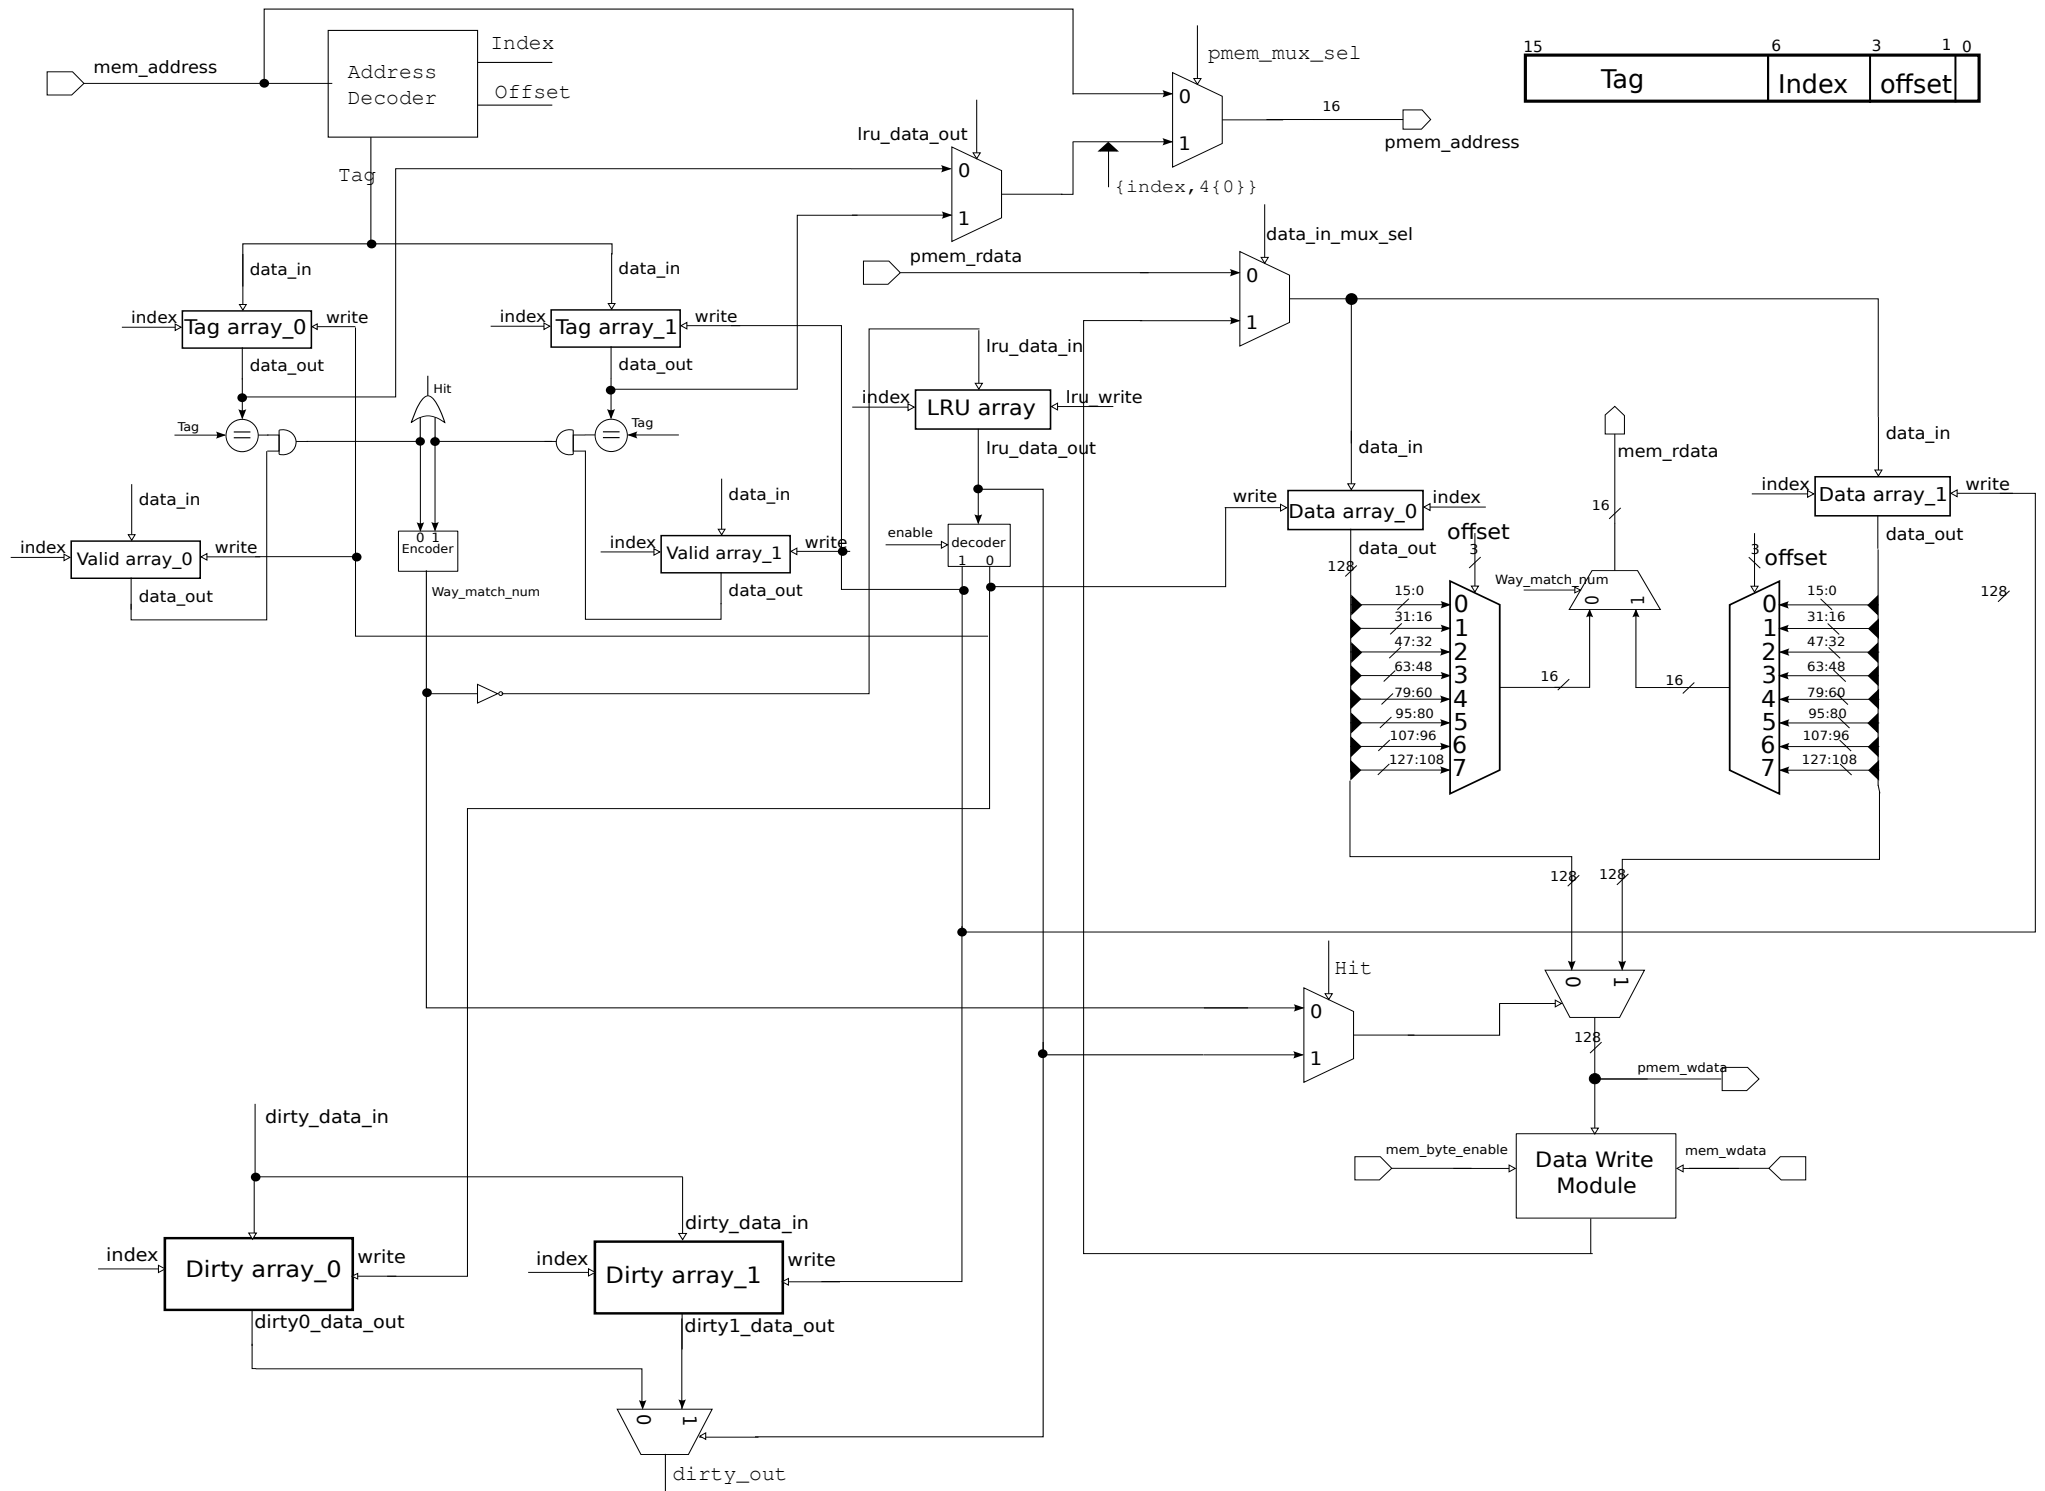 mem_address
Address
Decoder
Index
Offset
Tag
pmem_mux_sel
0
1
16
pmem_address
{index,4{0}}
15
6
3
1
0
Tag
Index
offset
lru_data_out
0
1
data_in_mux_sel
pmem_rdata
0
1
data_in
index
Tag array_0
write
data_out
data_in
index
Tag array_1
write
data_out
Hit
Tag
=
=
Tag
lru_data_in
index
LRU array
lru_write
lru_data_out
data_in
index
Valid array_0
write
data_out
0 1
Encoder
Way_match_num
data_in
index
Valid array_1
write
data_out
enable
decoder
1
0
data_in
write
Data array_0
index
data_out
128
offset
3
15:0
0
31:16
1
47:32
2
63:48
3
79:60
4
95:80
5
107:96
6
127:108
7
16
mem_rdata
16
Way_match_num
0
1
16
data_in
index
Data array_1
write
data_out
3
offset
128
0
15:0
1
31:16
2
47:32
3
63:48
4
79:60
5
95:80
6
107:96
7
127:108
128
128
Hit
0
1
0
1
128
pmem_wdata
mem_byte_enable
Data Write
Module
mem_wdata
dirty_data_in
index
Dirty array_0
write
dirty0_data_out
dirty_data_in
index
Dirty array_1
write
dirty1_data_out
0
1
dirty_out